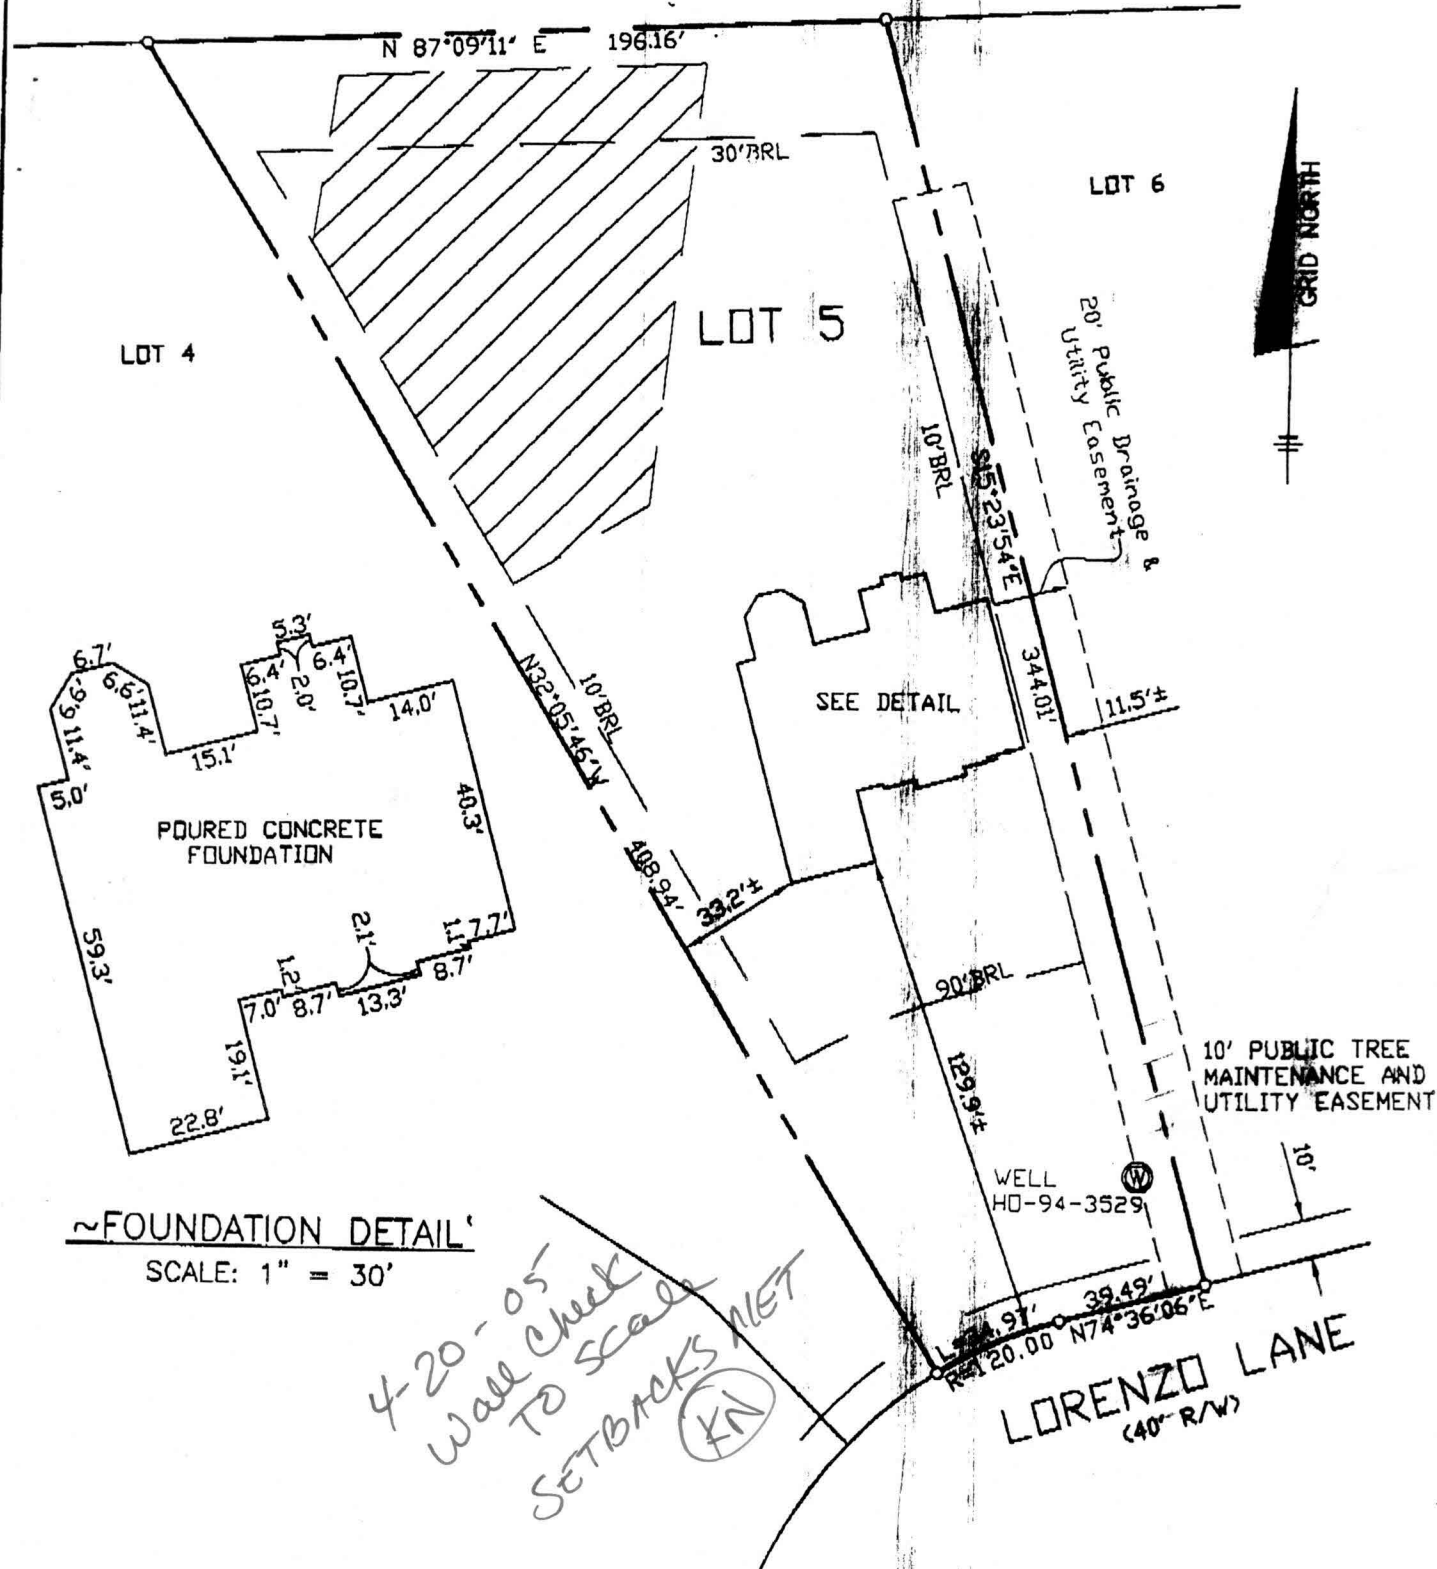 N 87°09'11" E 196.16'
30'BRL
LOT 6
GRID NORTH
LOT 5
LOT 4
20' Public Drainage &
Utility Easement
10'BRL
S15°23'54"E
344.01'
11.5'±
SEE DETAIL
N32°05'46"W
408.94'
10'BRL
33.2'±
90'BRL
129.9'±
6.7'
6.6'
6.6'
11.4'
11.4'
5.0'
15.1'
10.7'
6.4'
5.3'
2.0'
6.4'
10.7'
14.0'
40.3'
POURED CONCRETE
FOUNDATION
59.3'
7.7'
1.1'
8.7'
2.1'
13.3'
1.2'
8.7'
7.0'
19.1'
22.8'
~FOUNDATION DETAIL'
SCALE: 1" = 30'
10' PUBLIC TREE
MAINTENANCE AND
UTILITY EASEMENT
10'
WELL
HO-94-3529
W
39.49'
R=120.00 N74°36'06"E
LORENZO LANE
(40' R/W)
4-20-05
Wall Check
TO SCALE
SETBACKS MET
KN